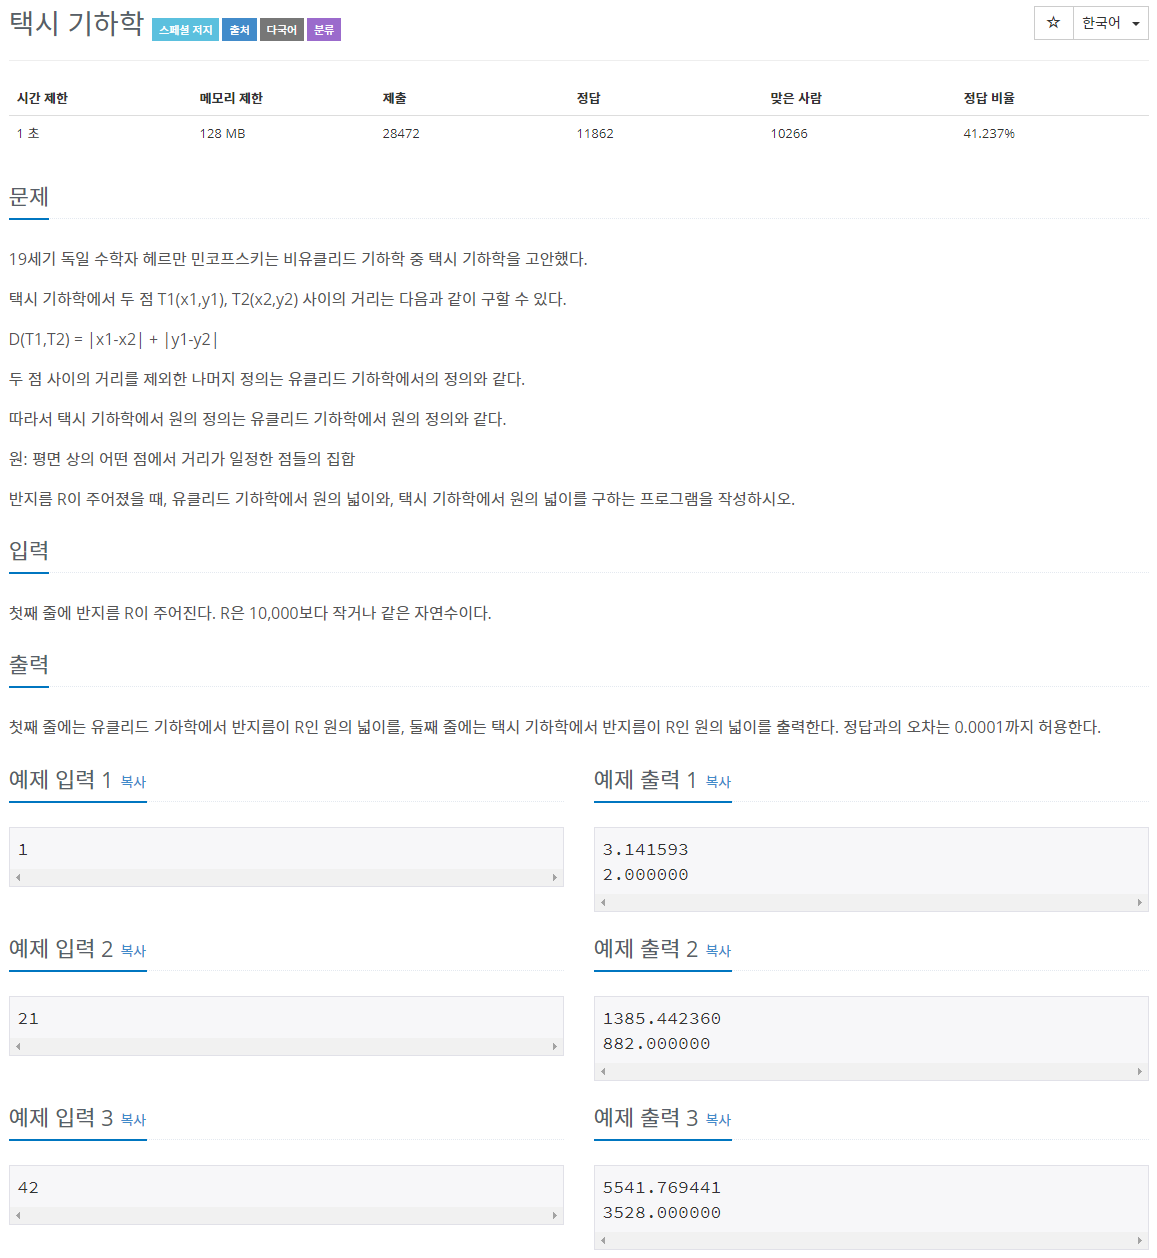 택시 기하학 스페셜 저지 출처 다국어 분류
☆ 한국어
시간 제한 메모리 제한 제출 정답 맞은 사람 정답 비율
1 초 128 MB 28472 11862 10266 41.237%
문제
19세기 독일 수학자 헤르만 민코프스키는 비유클리드 기하학 중 택시 기하학을 고안했다.
택시 기하학에서 두 점 T1(x1,y1), T2(x2,y2) 사이의 거리는 다음과 같이 구할 수 있다.
D(T1,T2) = |x1-x2| + |y1-y2|
두 점 사이의 거리를 제외한 나머지 정의는 유클리드 기하학에서의 정의와 같다.
따라서 택시 기하학에서 원의 정의는 유클리드 기하학에서 원의 정의와 같다.
원: 평면 상의 어떤 점에서 거리가 일정한 점들의 집합
반지름 R이 주어졌을 때, 유클리드 기하학에서 원의 넓이와, 택시 기하학에서 원의 넓이를 구하는 프로그램을 작성하시오.
입력
첫째 줄에 반지름 R이 주어진다. R은 10,000보다 작거나 같은 자연수이다.
출력
첫째 줄에는 유클리드 기하학에서 반지름이 R인 원의 넓이를, 둘째 줄에는 택시 기하학에서 반지름이 R인 원의 넓이를 출력한다. 정답과의 오차는 0.0001까지 허용한다.
예제 입력 1 복사
1
예제 출력 1 복사
3.141593
2.000000
예제 입력 2 복사
21
예제 출력 2 복사
1385.442360
882.000000
예제 입력 3 복사
42
예제 출력 3 복사
5541.769441
3528.000000